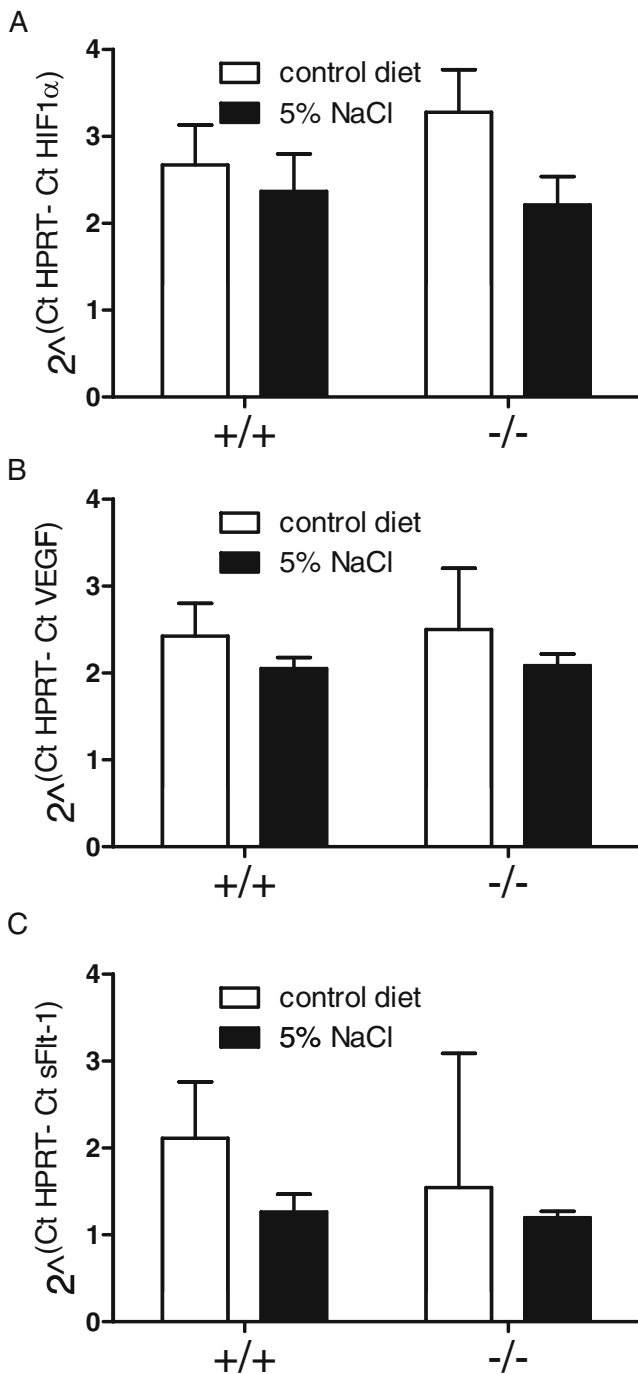 A
2^(Ct HPRT- Ct HIF1α)
4
3
2
1
0
control diet
5% NaCl
+/+
-/-
B
2^(Ct HPRT- Ct VEGF)
4
3
2
1
0
control diet
5% NaCl
+/+
-/-
C
2^(Ct HPRT- Ct sFlt-1)
4
3
2
1
0
control diet
5% NaCl
+/+
-/-